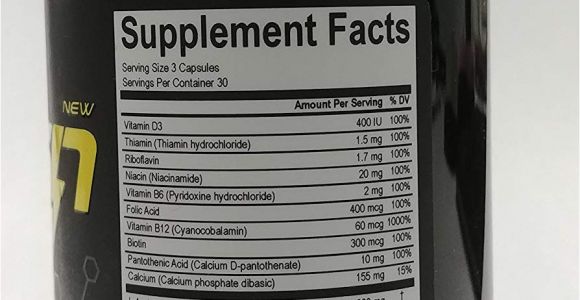 Supplement Facts
Serving Size 3 Capsules
Servings Per Container 30
Amount Per Serving % DV
Vitamin D3 400 IU 100%
Thiamin (Thiamin hydrochloride) 1.5 mg 100%
Riboflavin 1.7 mg 100%
Niacin (Niacinamide) 20 mg 100%
Vitamin B6 (Pyridoxine hydrochloride) 2 mg 100%
Folic Acid 400 mcg 100%
Vitamin B12 (Cyanocobalamin) 60 mcg 1000%
Biotin 300 mcg 100%
Pantothenic Acid (Calcium D-pantothenate) 10 mg 100%
Calcium (Calcium phosphate dibasic) 155 mg 15%
NEW